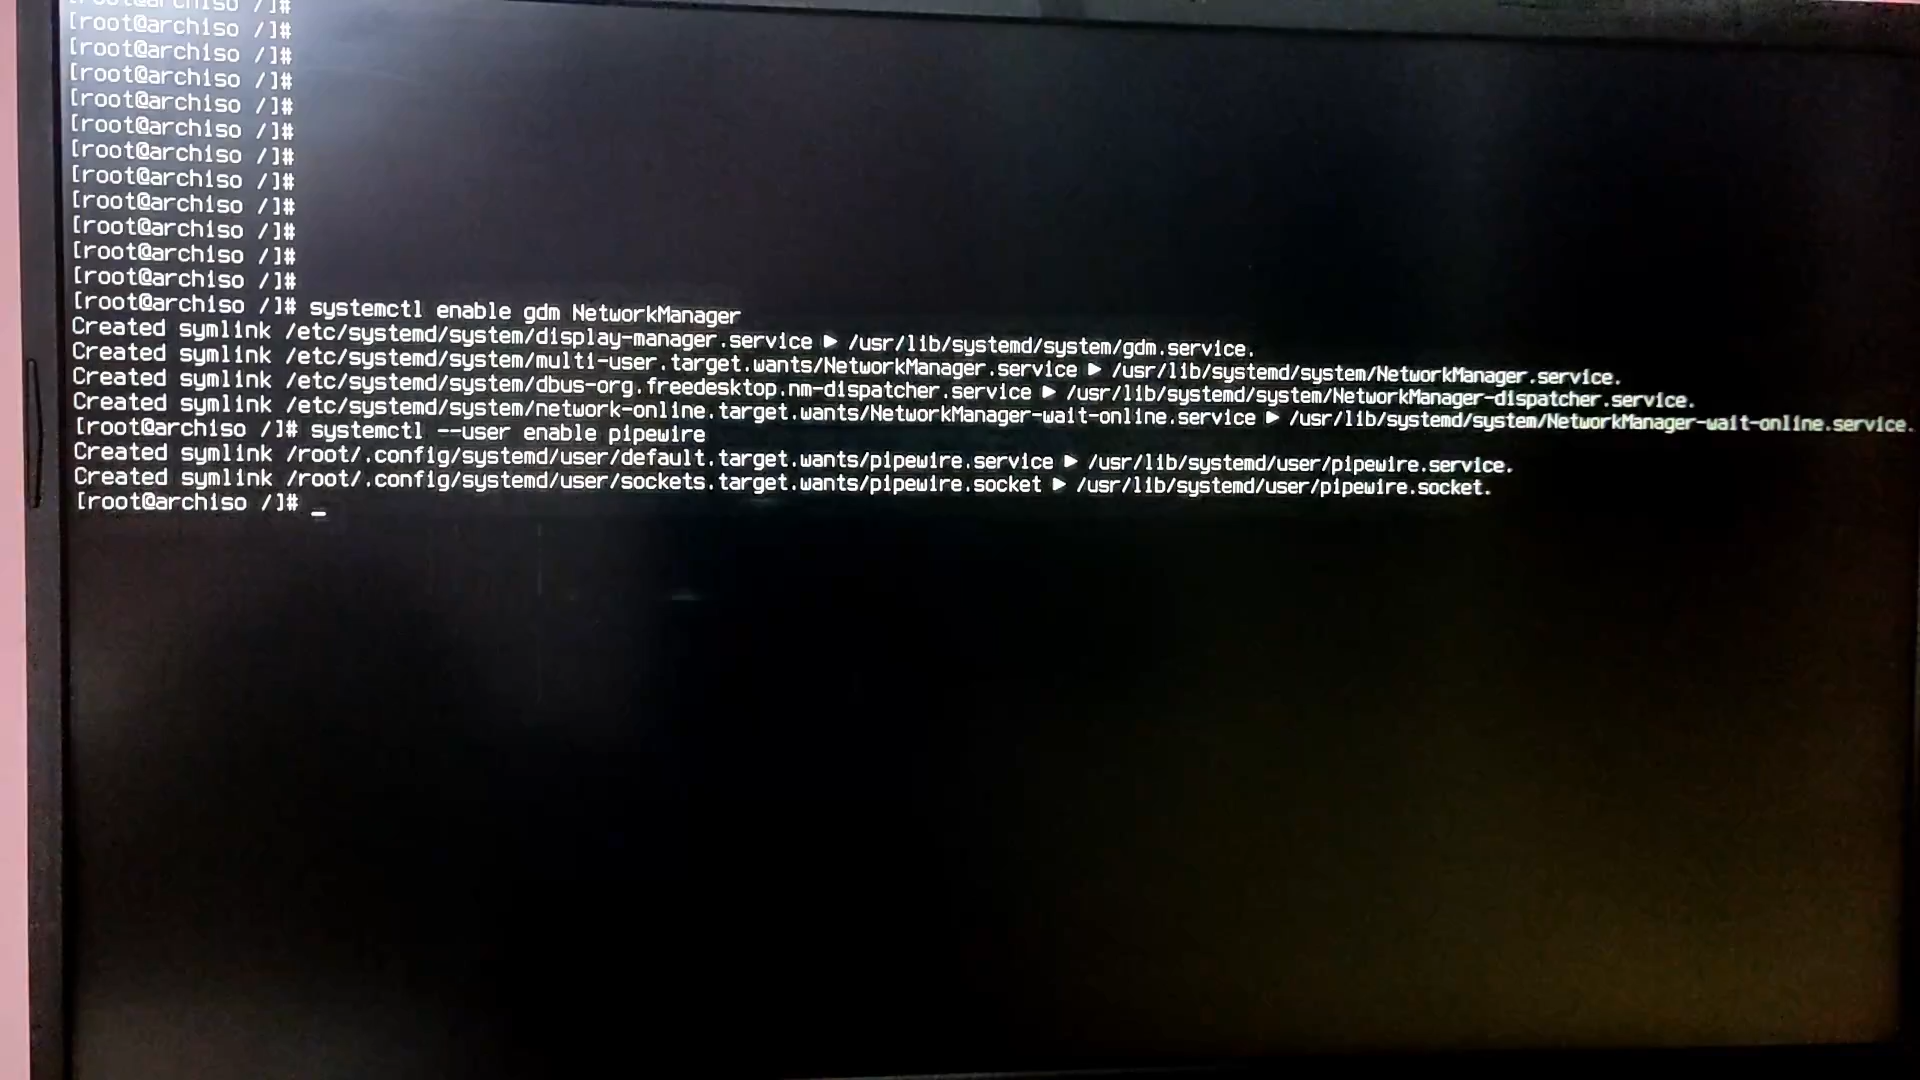 [root@archiso /]#
[root@archiso /]#
[root@archiso /]#
[root@archiso /]#
[root@archiso /]#
[root@archiso /]#
[root@archiso /]#
[root@archiso /]#
[root@archiso /]#
[root@archiso /]#
[root@archiso /]#
[root@archiso /]#
[root@archiso /]# systemctl enable gdm NetworkManager
Created symlink /etc/systemd/system/display-manager.service ► /usr/lib/systemd/system/gdm.service.
Created symlink /etc/systemd/system/multi-user.target.wants/NetworkManager.service ► /usr/lib/systemd/system/NetworkManager.service.
Created symlink /etc/systemd/system/dbus-org.freedesktop.nm-dispatcher.service ► /usr/lib/systemd/system/NetworkManager-dispatcher.service.
Created symlink /etc/systemd/system/network-online.target.wants/NetworkManager-wait-online.service ► /usr/lib/systemd/system/NetworkManager-wait-online.service.
[root@archiso /]# systemctl --user enable pipewire
Created symlink /root/.config/systemd/user/default.target.wants/pipewire.service ► /usr/lib/systemd/user/pipewire.service.
Created symlink /root/.config/systemd/user/sockets.target.wants/pipewire.socket ► /usr/lib/systemd/user/pipewire.socket.
[root@archiso /]# _